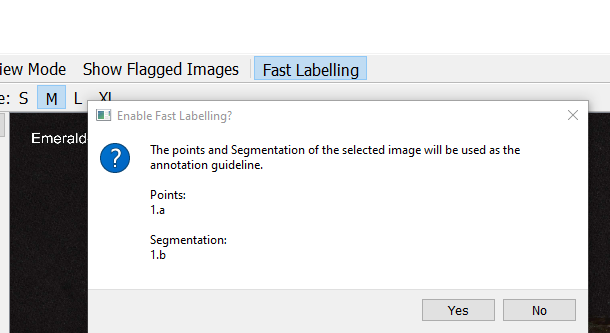 iew Mode Show Flagged Images Fast Labelling
e: S M L XL
Enable Fast Labelling?
Emerald
The points and Segmentation of the selected image will be used as the
annotation guideline.
Points:
1.a
Segmentation:
1.b
Yes No